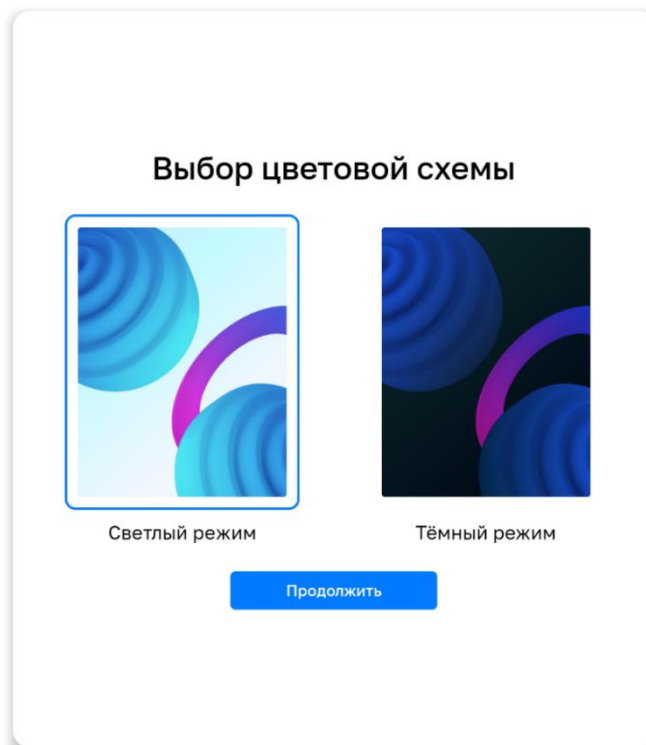 Выбор цветовой схемы
Светлый режим
Тёмный режим
Продолжить